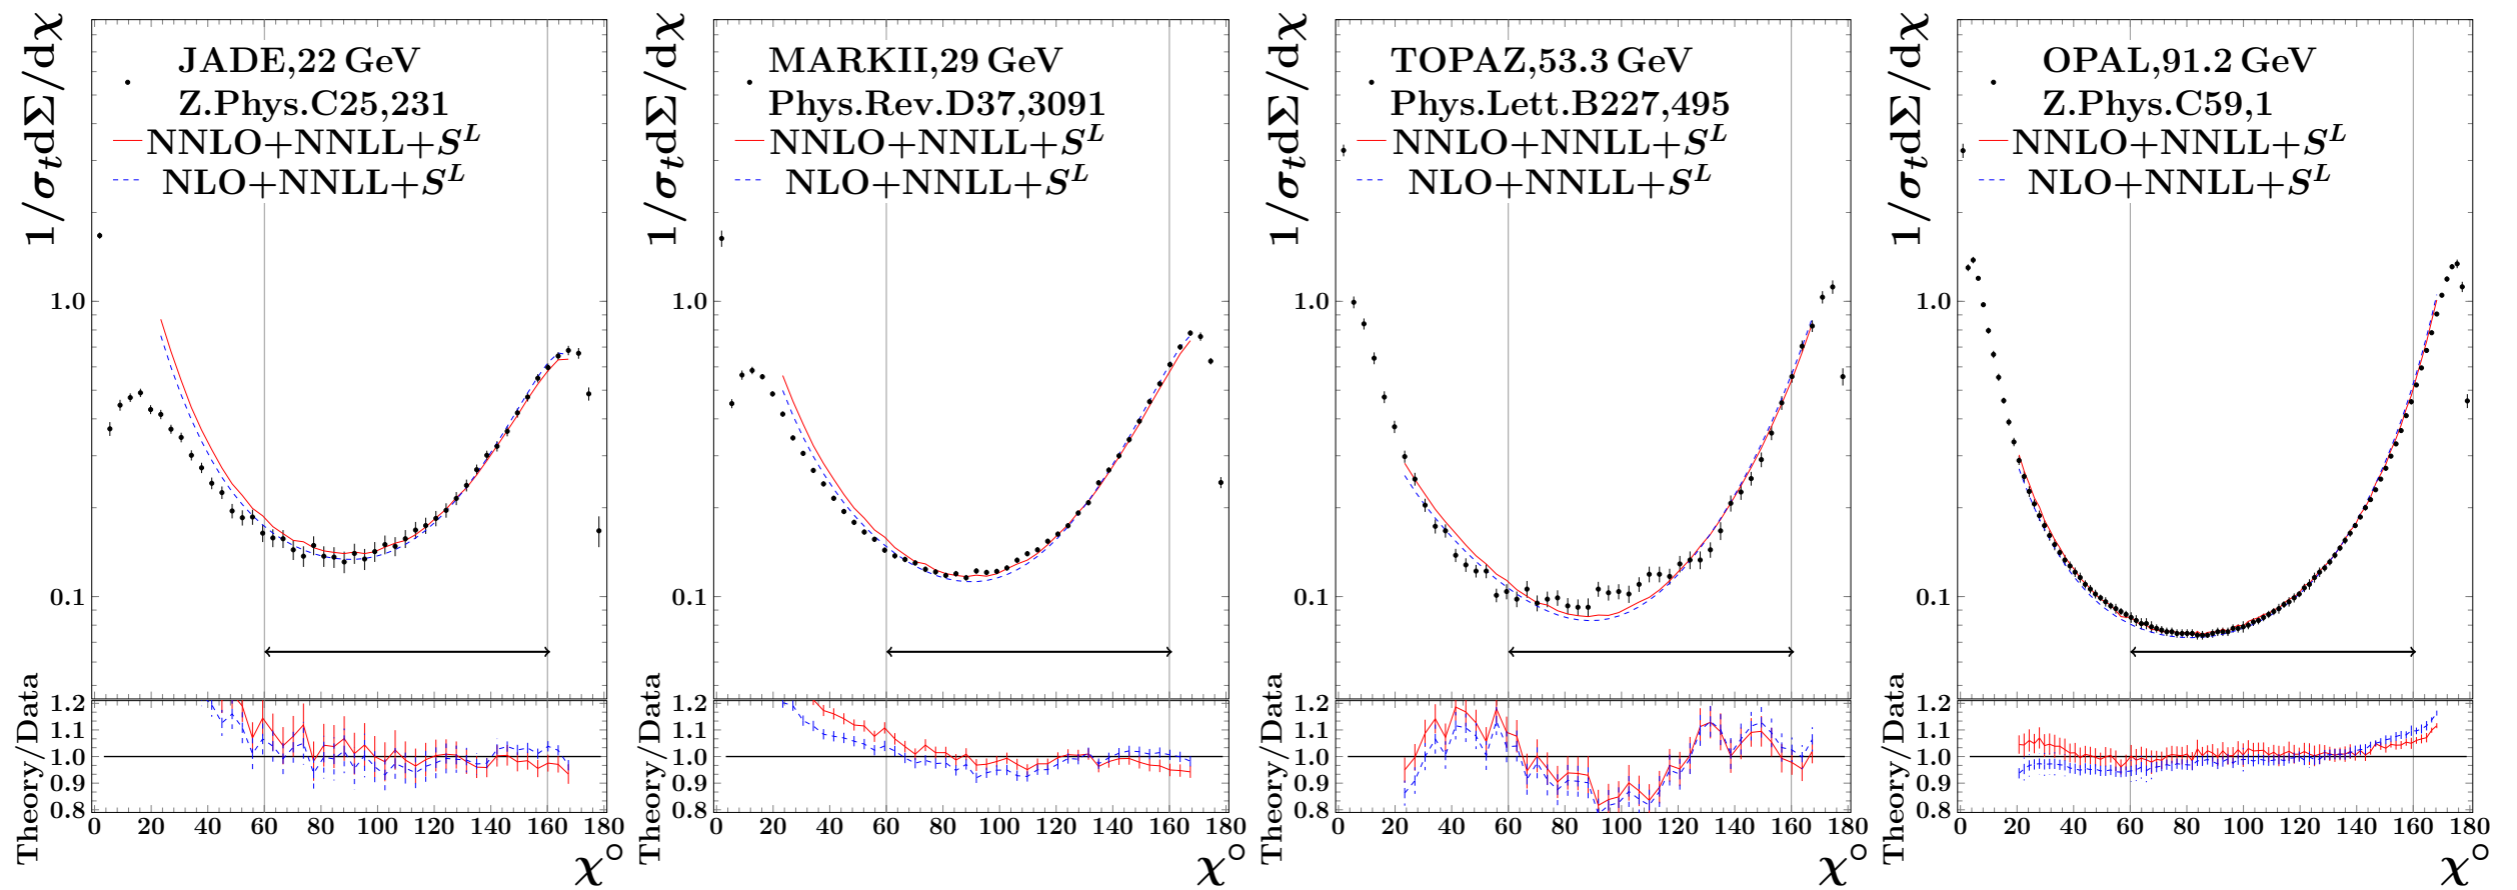 1/σtdΣ/dχ
JADE,22 GeV
Z.Phys.C25,231
NNLO+NNLL+S^L
NLO+NNLL+S^L
1.0
0.1
Theory/Data
1.2
1.1
1.0
0.9
0.8
0 20 40 60 80 100 120 140 160 180
χ°
1/σtdΣ/dχ
MARKII,29 GeV
Phys.Rev.D37,3091
NNLO+NNLL+S^L
NLO+NNLL+S^L
1.0
0.1
Theory/Data
1.2
1.1
1.0
0.9
0.8
0 20 40 60 80 100 120 140 160 180
χ°
1/σtdΣ/dχ
TOPAZ,53.3 GeV
Phys.Lett.B227,495
NNLO+NNLL+S^L
NLO+NNLL+S^L
1.0
0.1
Theory/Data
1.2
1.1
1.0
0.9
0.8
0 20 40 60 80 100 120 140 160 180
χ°
1/σtdΣ/dχ
OPAL,91.2 GeV
Z.Phys.C59,1
NNLO+NNLL+S^L
NLO+NNLL+S^L
1.0
0.1
Theory/Data
1.2
1.1
1.0
0.9
0.8
0 20 40 60 80 100 120 140 160 180
χ°